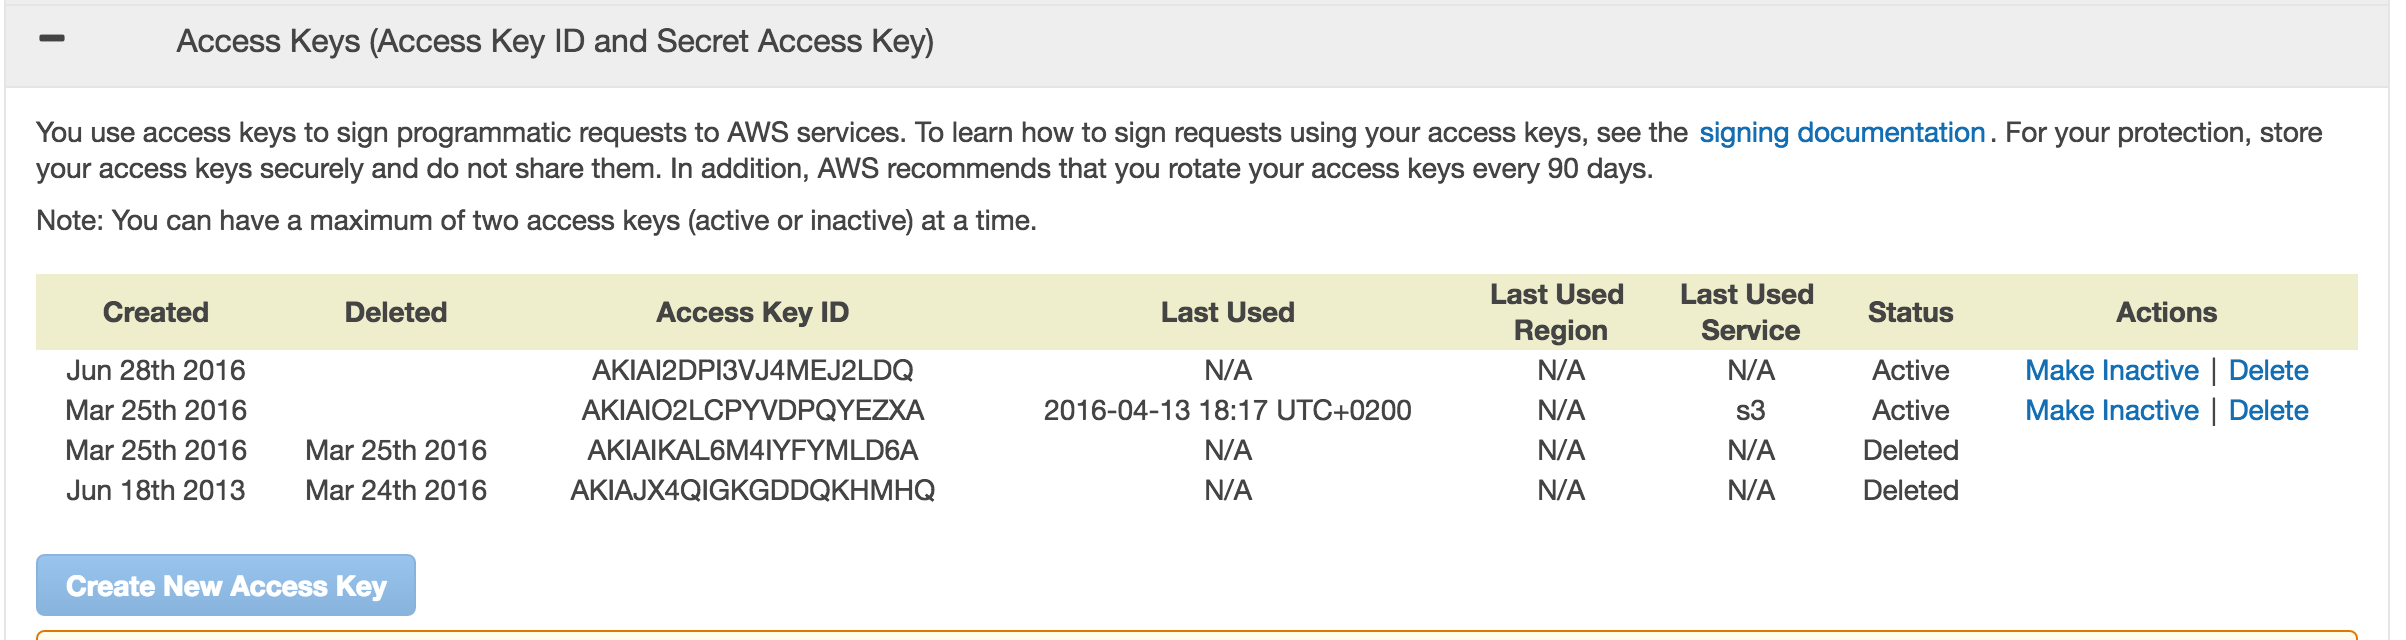 Access Keys (Access Key ID and Secret Access Key)
You use access keys to sign programmatic requests to AWS services. To learn how to sign requests using your access keys, see the signing documentation. For your protection, store
your access keys securely and do not share them. In addition, AWS recommends that you rotate your access keys every 90 days.
Note: You can have a maximum of two access keys (active or inactive) at a time.
Created Deleted Access Key ID Last Used Last Used Region Last Used Service Status Actions
Jun 28th 2016 AKIAI2DPI3VJ4MEJ2LDQ N/A N/A N/A Active Make Inactive | Delete
Mar 25th 2016 AKIAIO2LCPYVDPQYEZXA 2016-04-13 18:17 UTC+0200 N/A s3 Active Make Inactive | Delete
Mar 25th 2016 Mar 25th 2016 AKIAIKAL6M4IYFYMLD6A N/A N/A N/A Deleted
Jun 18th 2013 Mar 24th 2016 AKIAJX4QIGKGDDQKHMHQ N/A N/A N/A Deleted
Create New Access Key